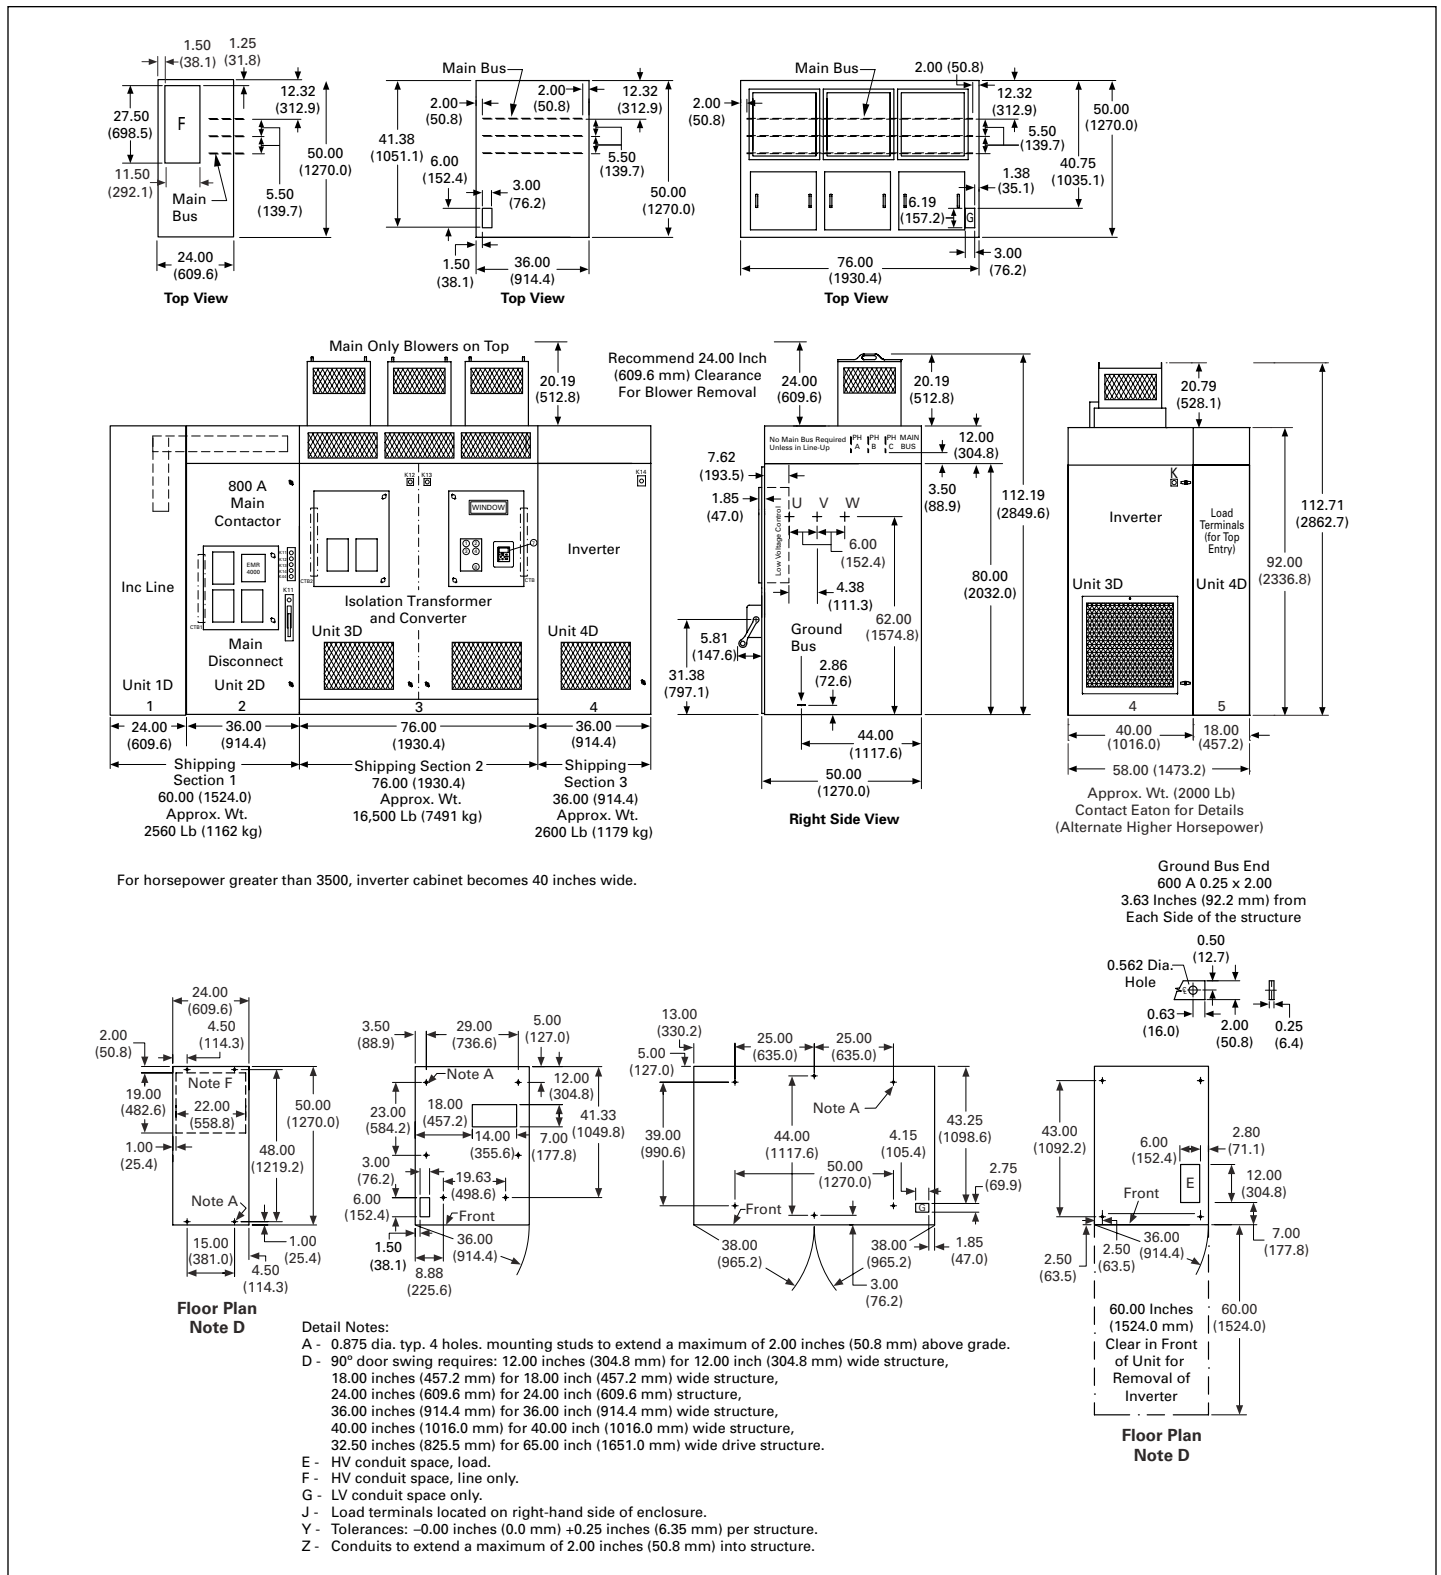 1.50
(38.1)
1.25
(31.8)
12.32
(312.9)
27.50
(698.5)
F
50.00
(1270.0)
11.50
(292.1)
Main
Bus
5.50
(139.7)
24.00
(609.6)
Top View
Main Bus
2.00
(50.8)
2.00
(50.8)
12.32
(312.9)
41.38
(1051.1)
6.00
(152.4)
3.00
(76.2)
5.50
(139.7)
50.00
(1270.0)
1.50
(38.1)
36.00
(914.4)
Top View
Main Bus
2.00 (50.8)
2.00
(50.8)
12.32
(312.9)
50.00
(1270.0)
5.50
(139.7)
40.75
(1035.1)
1.38
(35.1)
6.19
(157.2)
G
3.00
(76.2)
76.00
(1930.4)
Top View
Main Only Blowers on Top
20.19
(512.8)
800 A
Main
Contactor
EMR
4000
K11
CTB1
Inc Line
Main
Disconnect
Unit 1D
Unit 2D
1
2
K12
K13
WINDOW
CTB2
CTB
Isolation Transformer
and Converter
Unit 3D
3
K14
Inverter
Unit 4D
4
24.00
(609.6)
36.00
(914.4)
76.00
(1930.4)
36.00
(914.4)
Shipping
Section 1
60.00 (1524.0)
Approx. Wt.
2560 Lb (1162 kg)
Shipping Section 2
76.00 (1930.4)
Approx. Wt.
16,500 Lb (7491 kg)
Shipping
Section 3
36.00 (914.4)
Approx. Wt.
2600 Lb (1179 kg)
Recommend 24.00 Inch
(609.6 mm) Clearance
For Blower Removal
24.00
(609.6)
20.19
(512.8)
No Main Bus Required
Unless in Line-Up
PH
A
PH
B
PH
C
MAIN
BUS
12.00
(304.8)
7.62
(193.5)
3.50
(88.9)
1.85
(47.0)
112.19
(2849.6)
Low Voltage Control
U
V
W
6.00
(152.4)
80.00
(2032.0)
4.38
(111.3)
62.00
(1574.8)
Ground
Bus
5.81
(147.6)
2.86
(72.6)
31.38
(797.1)
44.00
(1117.6)
50.00
(1270.0)
Right Side View
20.79
(528.1)
K
Inverter
Load
Terminals
(for Top
Entry)
112.71
(2862.7)
92.00
(2336.8)
Unit 3D
Unit 4D
4
5
40.00
(1016.0)
18.00
(457.2)
58.00 (1473.2)
Approx. Wt. (2000 Lb)
Contact Eaton for Details
(Alternate Higher Horsepower)
For horsepower greater than 3500, inverter cabinet becomes 40 inches wide.
Ground Bus End
600 A 0.25 x 2.00
3.63 Inches (92.2 mm) from
Each Side of the structure
0.50
(12.7)
0.562 Dia.
Hole
0.63
(16.0)
2.00
(50.8)
0.25
(6.4)
24.00
(609.6)
2.00
(50.8)
4.50
(114.3)
Note F
19.00
(482.6)
22.00
(558.8)
50.00
(1270.0)
1.00
(25.4)
48.00
(1219.2)
Note A
15.00
(381.0)
1.00
(25.4)
4.50
(114.3)
Floor Plan
Note D
3.50
(88.9)
29.00
(736.6)
5.00
(127.0)
Note A
12.00
(304.8)
18.00
(457.2)
23.00
(584.2)
41.33
(1049.8)
14.00
(355.6)
7.00
(177.8)
3.00
(76.2)
19.63
(498.6)
6.00
(152.4)
Front
1.50
(38.1)
36.00
(914.4)
8.88
(225.6)
13.00
(330.2)
5.00
(127.0)
25.00
(635.0)
25.00
(635.0)
Note A
39.00
(990.6)
44.00
(1117.6)
4.15
(105.4)
43.25
(1098.6)
50.00
(1270.0)
2.75
(69.9)
G
Front
38.00
(965.2)
38.00
(965.2)
1.85
(47.0)
3.00
(76.2)
43.00
(1092.2)
6.00
(152.4)
2.80
(71.1)
E
12.00
(304.8)
Front
7.00
(177.8)
2.50
(63.5)
2.50
(63.5)
36.00
(914.4)
60.00 Inches
(1524.0 mm)
Clear in Front
of Unit for
Removal of
Inverter
60.00
(1524.0)
Floor Plan
Note D
Detail Notes:
A - 0.875 dia. typ. 4 holes. mounting studs to extend a maximum of 2.00 inches (50.8 mm) above grade.
D - 90º door swing requires: 12.00 inches (304.8 mm) for 12.00 inch (304.8 mm) wide structure,
18.00 inches (457.2 mm) for 18.00 inch (457.2 mm) wide structure,
24.00 inches (609.6 mm) for 24.00 inch (609.6 mm) structure,
36.00 inches (914.4 mm) for 36.00 inch (914.4 mm) wide structure,
40.00 inches (1016.0 mm) for 40.00 inch (1016.0 mm) wide structure,
32.50 inches (825.5 mm) for 65.00 inch (1651.0 mm) wide drive structure.
E - HV conduit space, load.
F - HV conduit space, line only.
G - LV conduit space only.
J - Load terminals located on right-hand side of enclosure.
Y - Tolerances: –0.00 inches (0.0 mm) +0.25 inches (6.35 mm) per structure.
Z - Conduits to extend a maximum of 2.00 inches (50.8 mm) into structure.